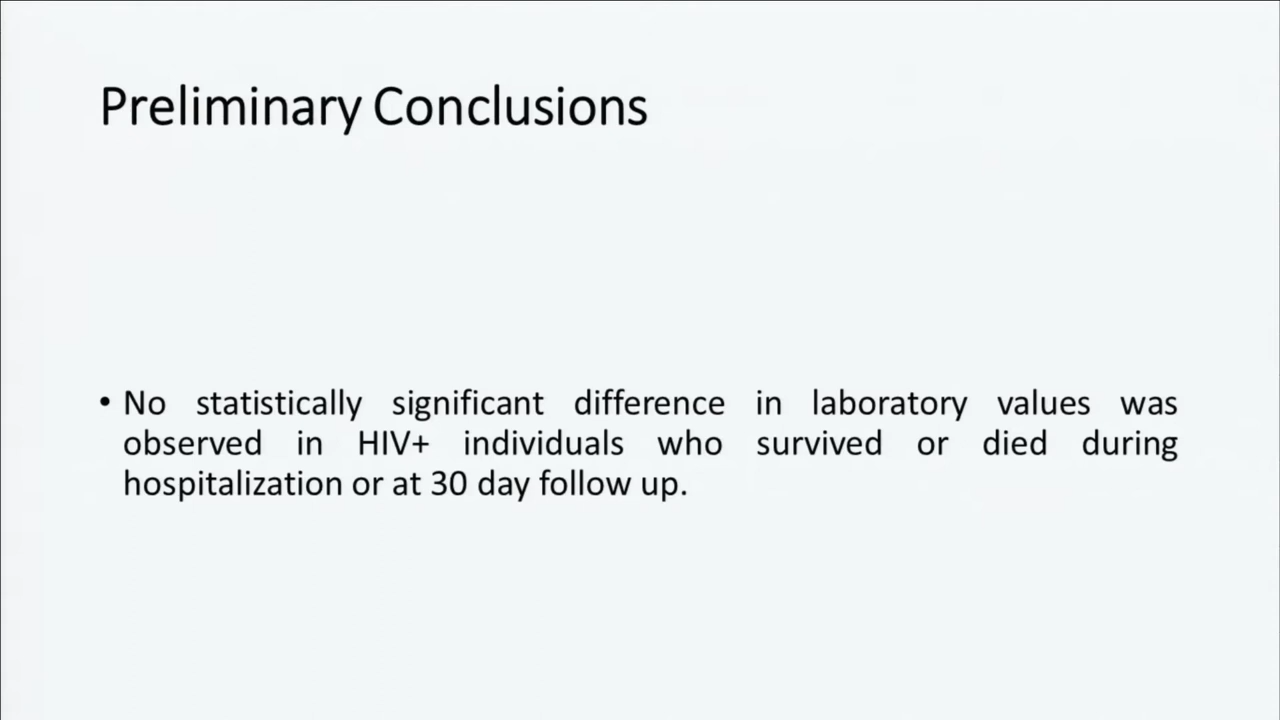 Preliminary Conclusions
• No statistically significant difference in laboratory values was
observed in HIV+ individuals who survived or died during
hospitalization or at 30 day follow up.